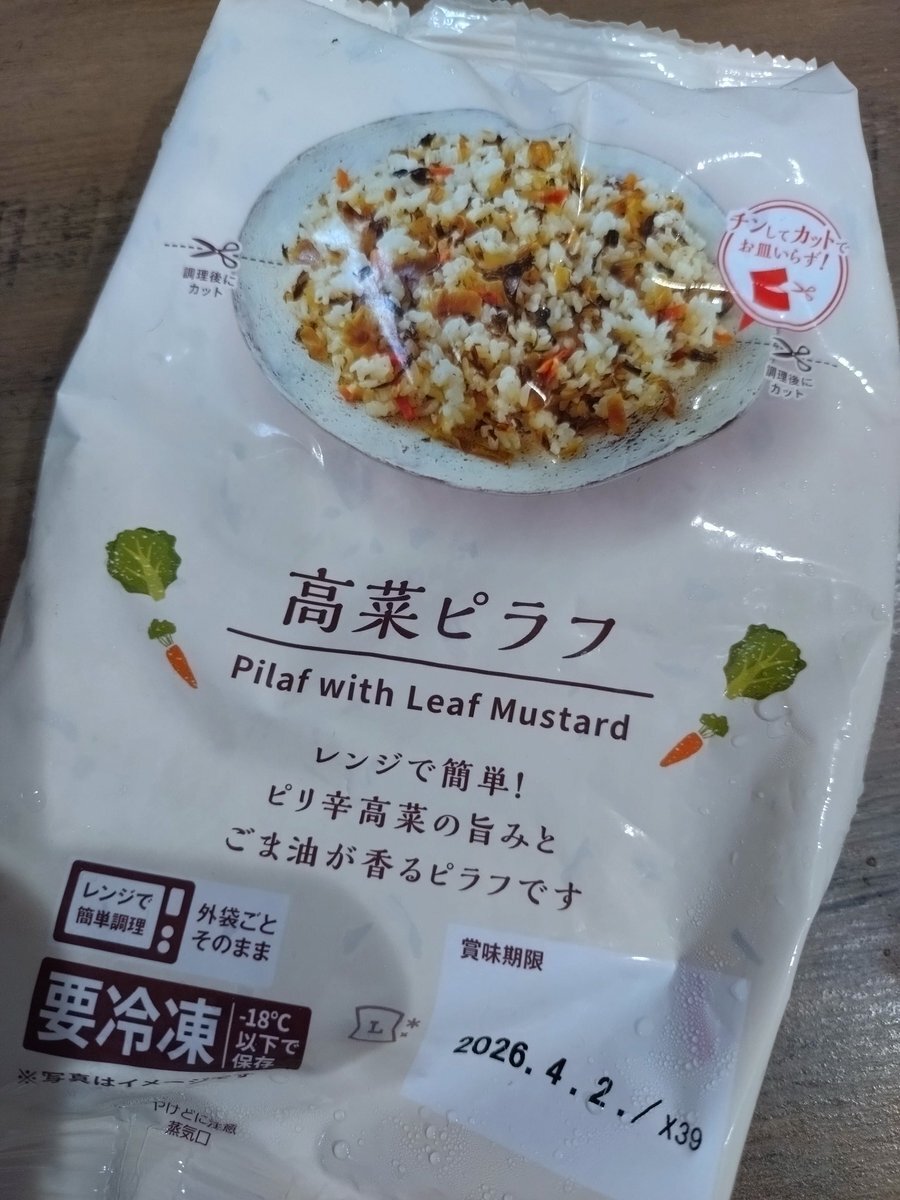 チンしてカットで
お皿いらず!
調理後に
カット
調理後に
カット
高菜ピラフ
Pilaf with Leaf Mustard
レンジで簡単!
ピリ辛高菜の旨みと
ごま油が香るピラフです
レンジで
簡単調理
外袋ごと
そのまま
要冷凍
-18℃
以下で
保存
L
賞味期限
2026.4.2./X39
※写真はイメージです
やけどに注意
蒸気口